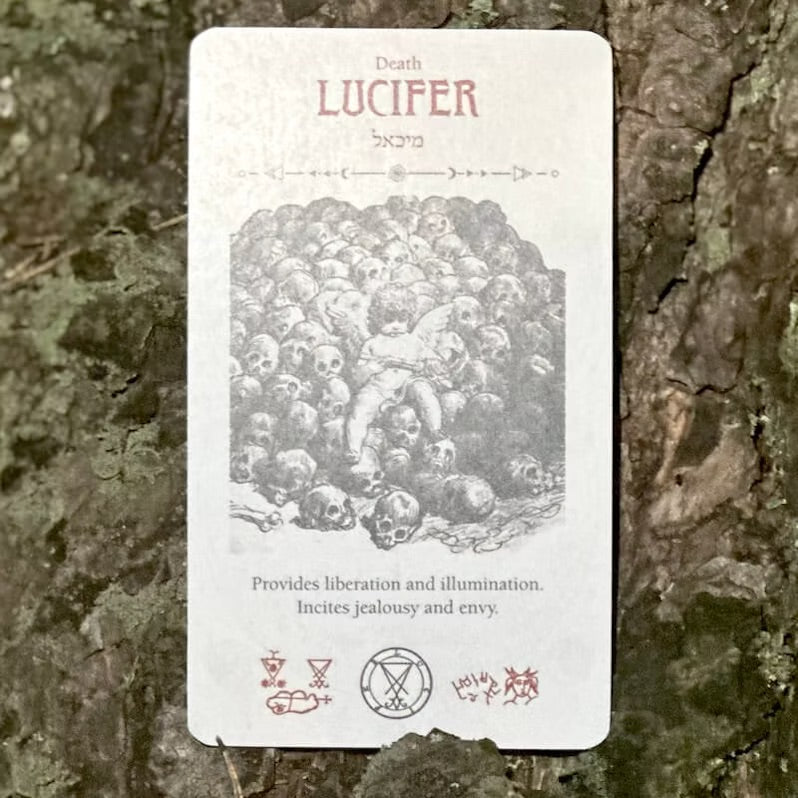 Death
LUCIFER
מיכאל
Provides liberation and illumination.
Incites jealousy and envy.